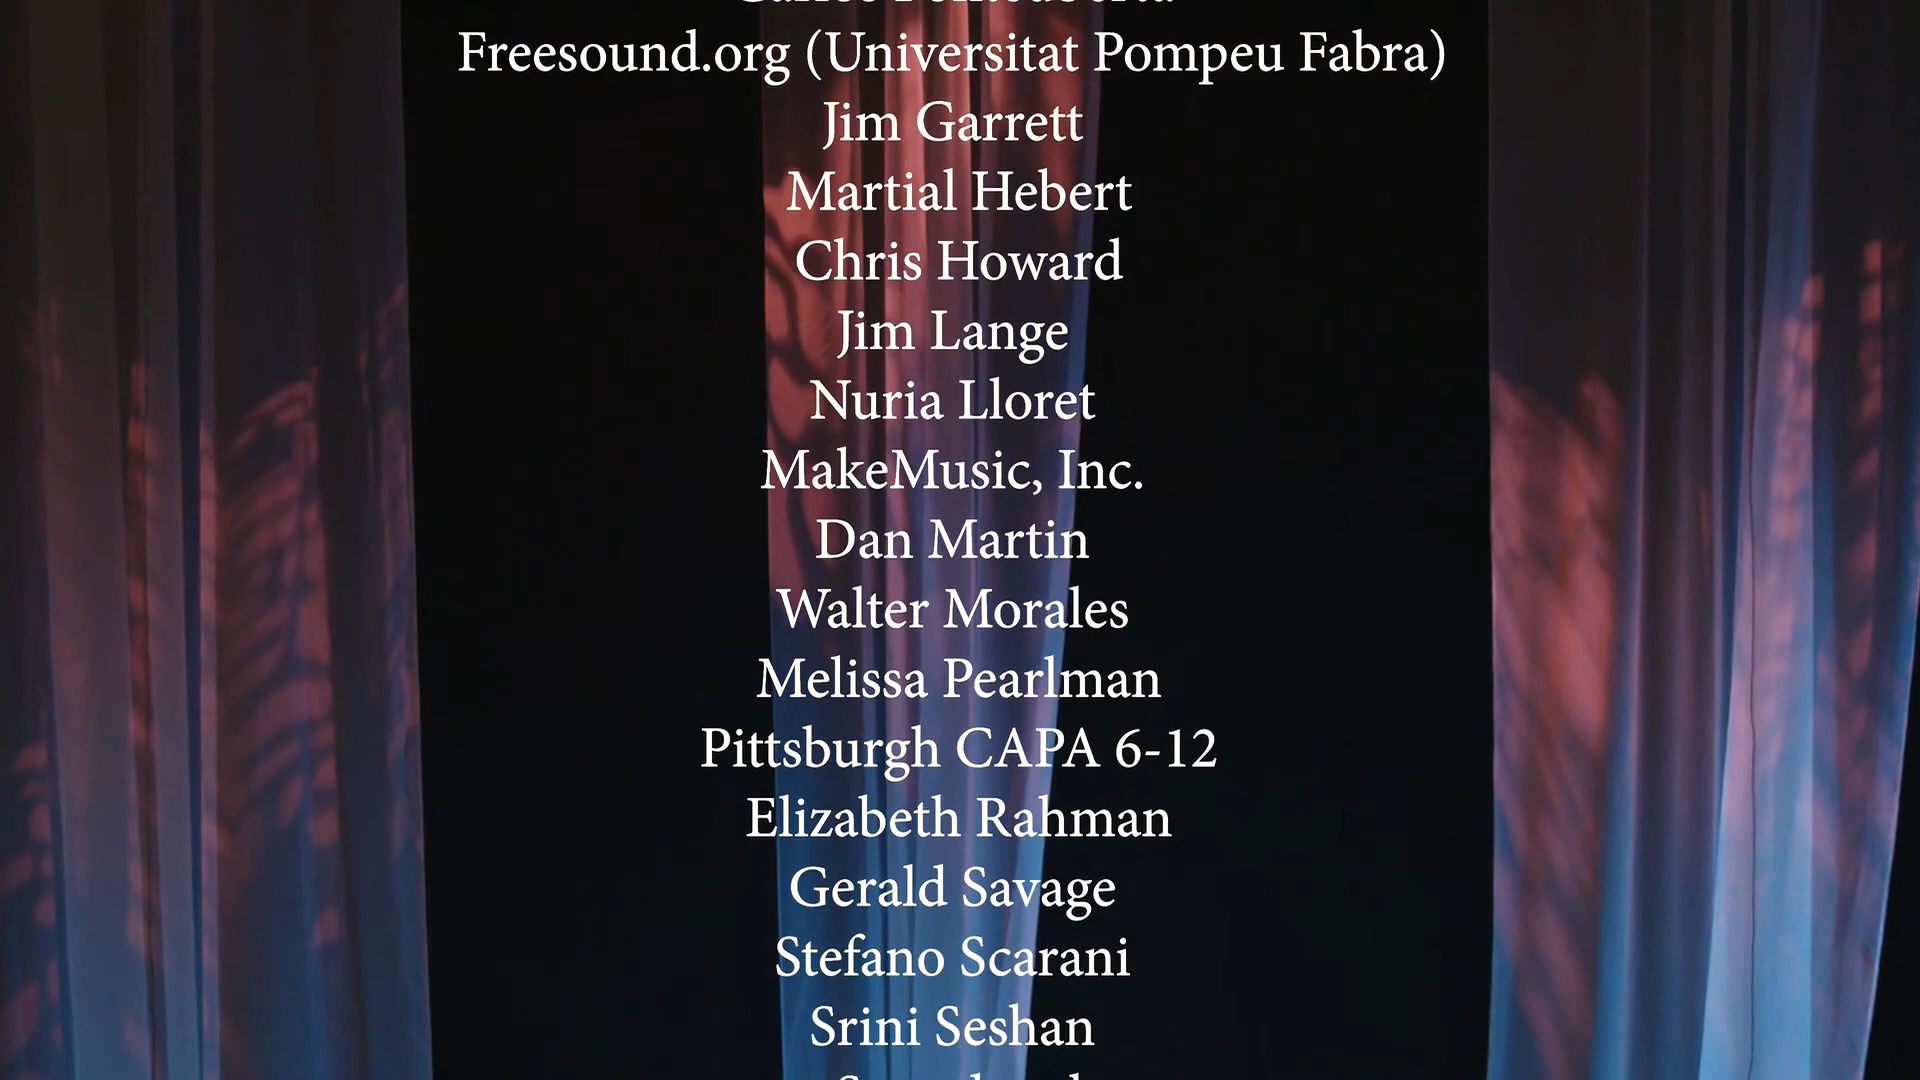 Freesound.org (Universitat Pompeu Fabra)
Jim Garrett
Martial Hebert
Chris Howard
Jim Lange
Nuria Lloret
MakeMusic, Inc.
Dan Martin
Walter Morales
Melissa Pearlman
Pittsburgh CAPA 6-12
Elizabeth Rahman
Gerald Savage
Stefano Scarani
Srini Seshan